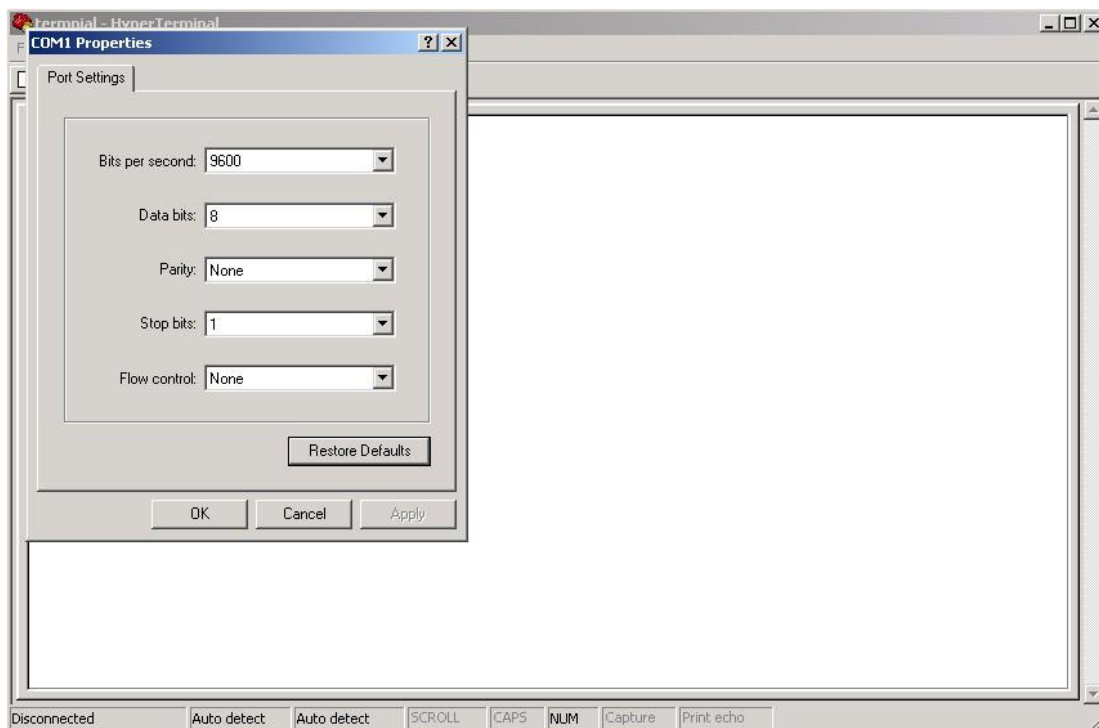 termpial - HyperTerminal
COM1 Properties
F
Port Settings
Bits per second: 9600
Data bits: 8
Parity: None
Stop bits: 1
Flow control: None
Restore Defaults
OK Cancel Apply
Disconnected Auto detect Auto detect SCROLL CAPS NUM Capture Print echo